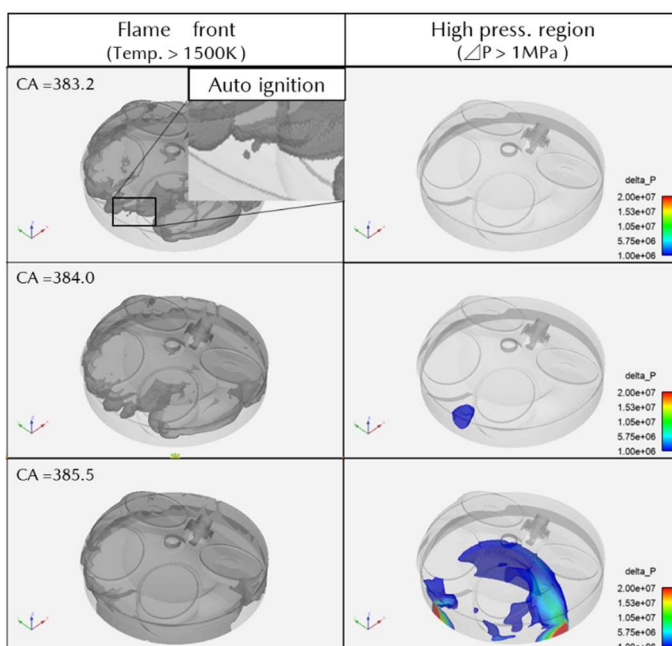 Flame front
(Temp. > 1500K )
High press. region
(⊿P > 1MPa )
CA =383.2
Auto ignition
delta_P
2.00e+07
1.53e+07
1.05e+07
5.75e+06
1.00e+06
CA =384.0
delta_P
2.00e+07
1.53e+07
1.05e+07
5.75e+06
1.00e+06
CA =385.5
delta_P
2.00e+07
1.53e+07
1.05e+07
5.75e+06